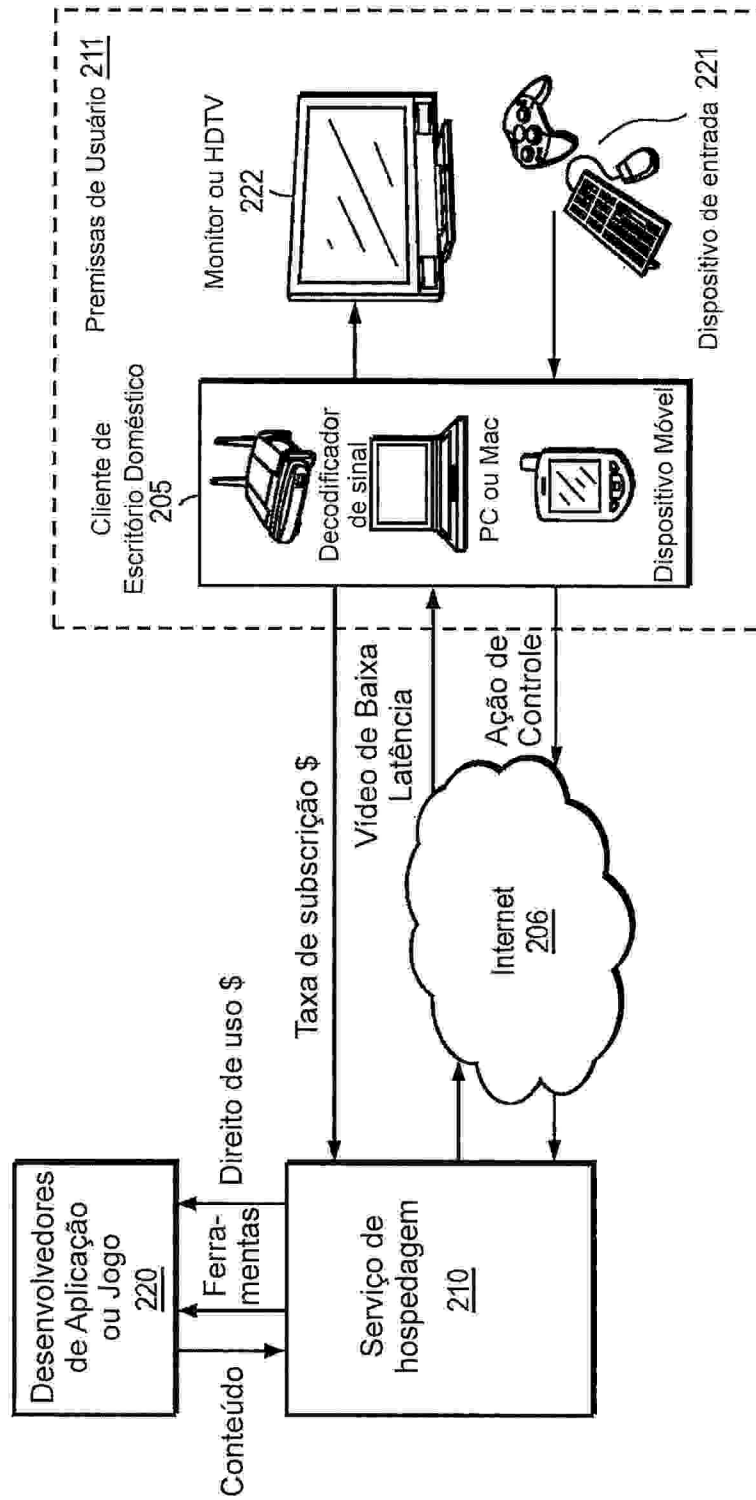 Desenvolvedores
de Aplicação
ou Jogo
220
Conteúdo
Ferra-
mentas
Direito de uso $
Serviço de
hospedagem
210
Taxa de subscrição $
Vídeo de Baixa
Latência
Internet
206
Ação de
Controle
Premissas de Usuário 211
Cliente de
Escritório Doméstico
205
Decodificador
de sinal
PC ou Mac
Dispositivo Móvel
Monitor ou HDTV
222
Dispositivo de entrada 221